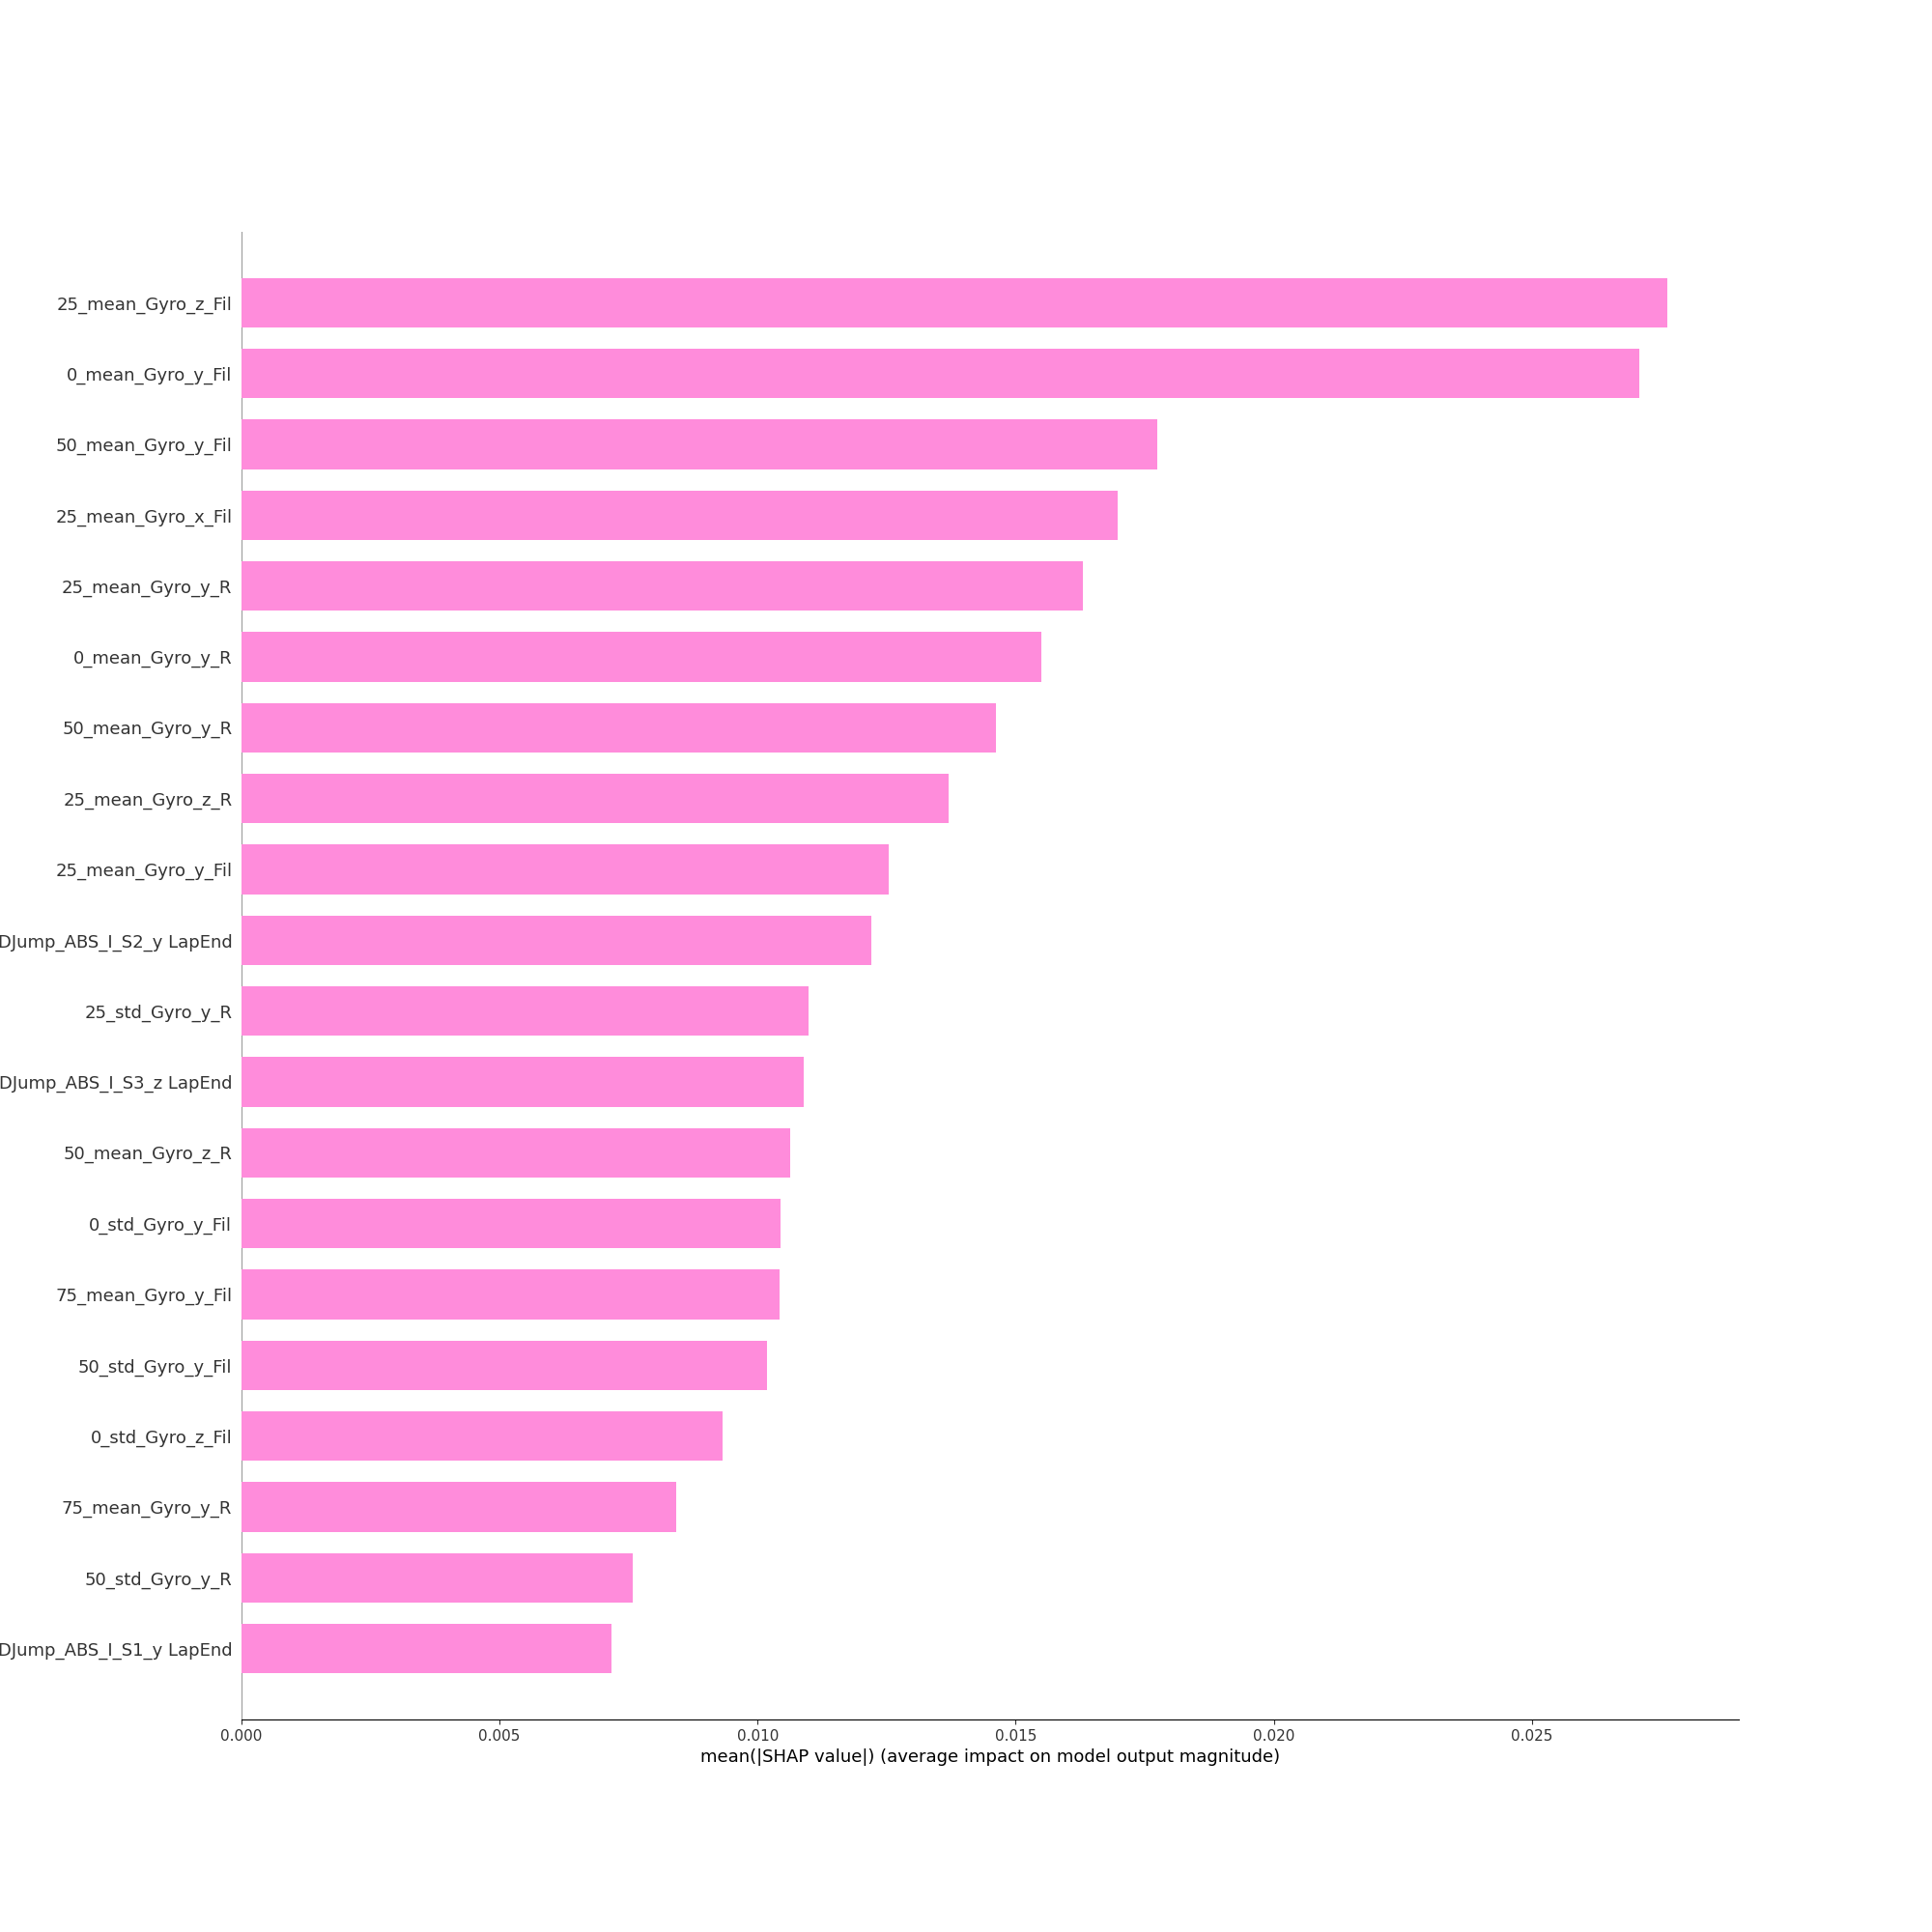 25_mean_Gyro_z_Fil
0_mean_Gyro_y_Fil
50_mean_Gyro_y_Fil
25_mean_Gyro_x_Fil
25_mean_Gyro_y_R
0_mean_Gyro_y_R
50_mean_Gyro_y_R
25_mean_Gyro_z_R
25_mean_Gyro_y_Fil
DJump_ABS_I_S2_y LapEnd
25_std_Gyro_y_R
DJump_ABS_I_S3_z LapEnd
50_mean_Gyro_z_R
0_std_Gyro_y_Fil
75_mean_Gyro_y_Fil
50_std_Gyro_y_Fil
0_std_Gyro_z_Fil
75_mean_Gyro_y_R
50_std_Gyro_y_R
DJump_ABS_I_S1_y LapEnd
0.000 0.005 0.010 0.015 0.020 0.025
mean(|SHAP value|) (average impact on model output magnitude)